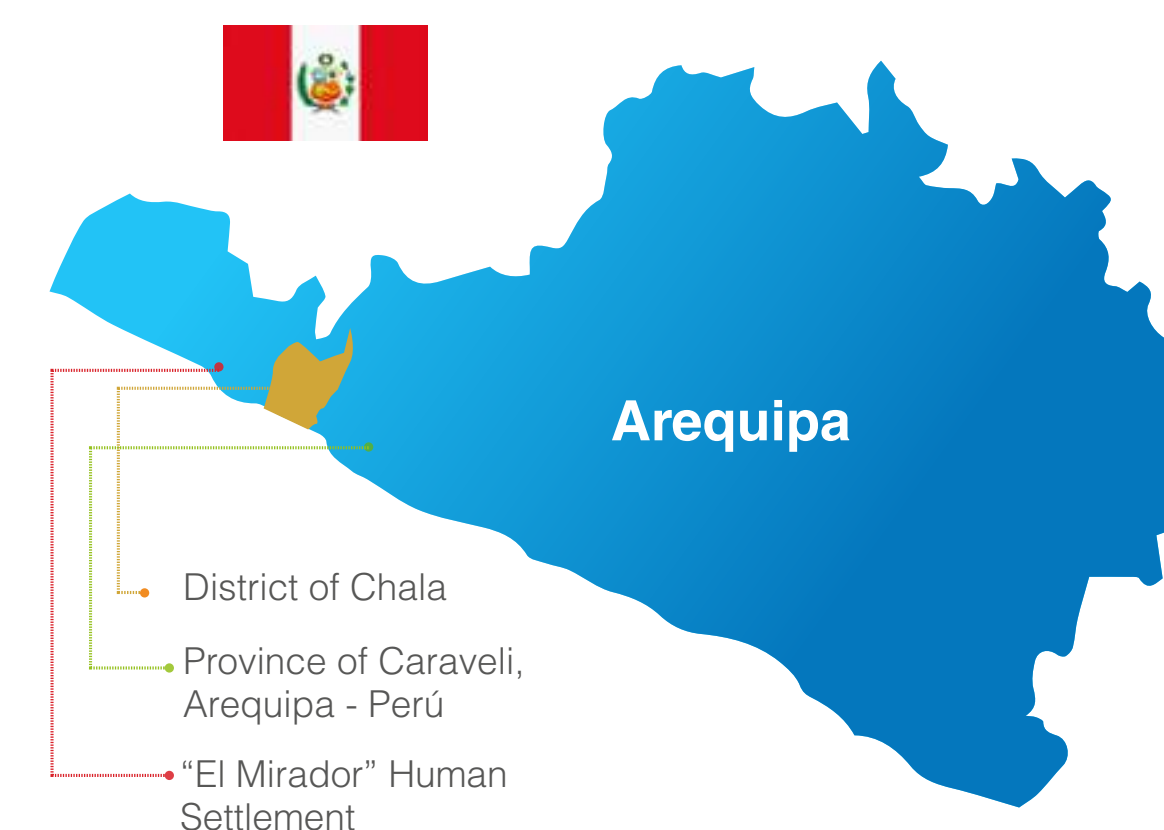 Arequipa
District of Chala
Province of Caraveli,
Arequipa - Perú
“El Mirador” Human
Settlement